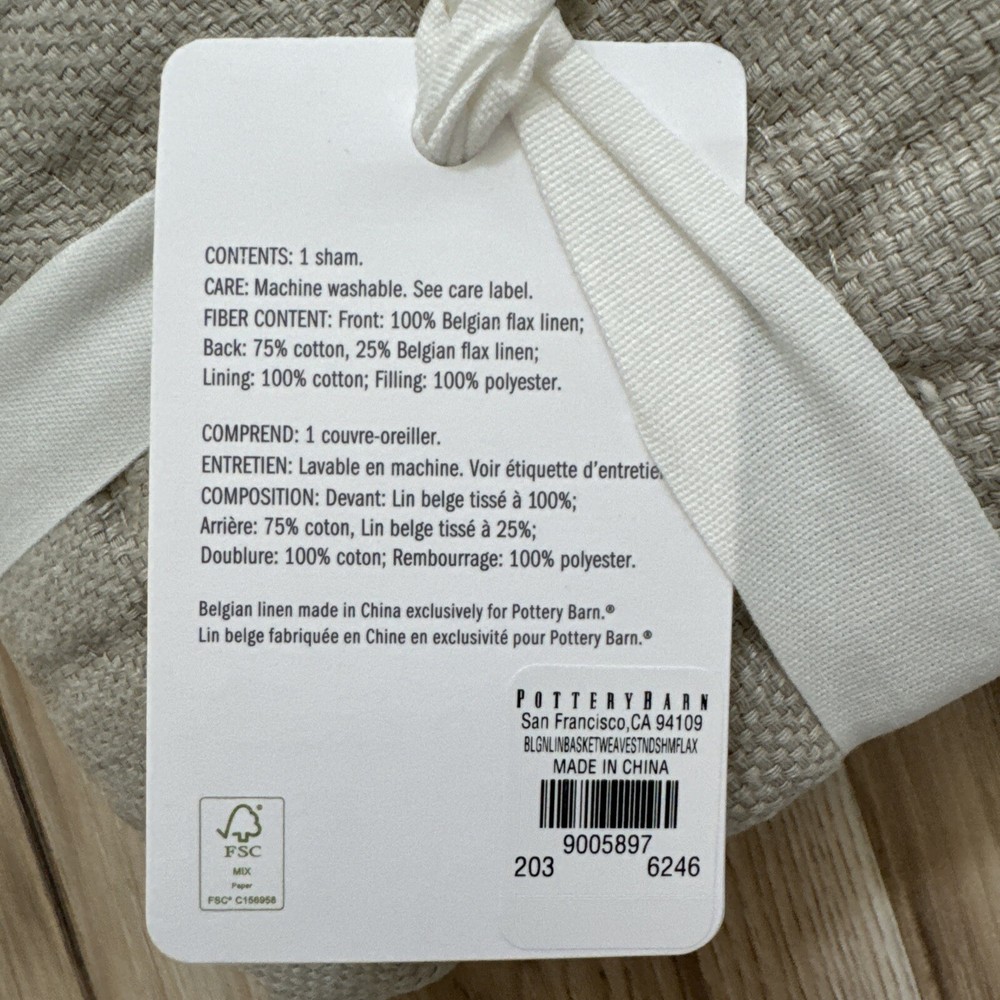 CONTENTS: 1 sham.
CARE: Machine washable. See care label.
FIBER CONTENT: Front: 100% Belgian flax linen;
Back: 75% cotton, 25% Belgian flax linen;
Lining: 100% cotton; Filling: 100% polyester.
COMPREND: 1 couvre-oreiller.
ENTRETIEN: Lavable en machine. Voir étiquette d'entretie
COMPOSITION: Devant: Lin belge tissé à 100%;
Arrière: 75% coton, Lin belge tissé à 25%;
Doublure: 100% coton; Rembourrage: 100% polyester.
Belgian linen made in China exclusively for Pottery Barn.®
Lin belge fabriquée en Chine en exclusivité pour Pottery Barn.®
POTTERY BARN
San Francisco,CA 94109
BLGNLINBASKETWEAVESTNDSHMFLAX
MADE IN CHINA
9005897
203 6246
FSC
MIX
Paper
FSC® C156958